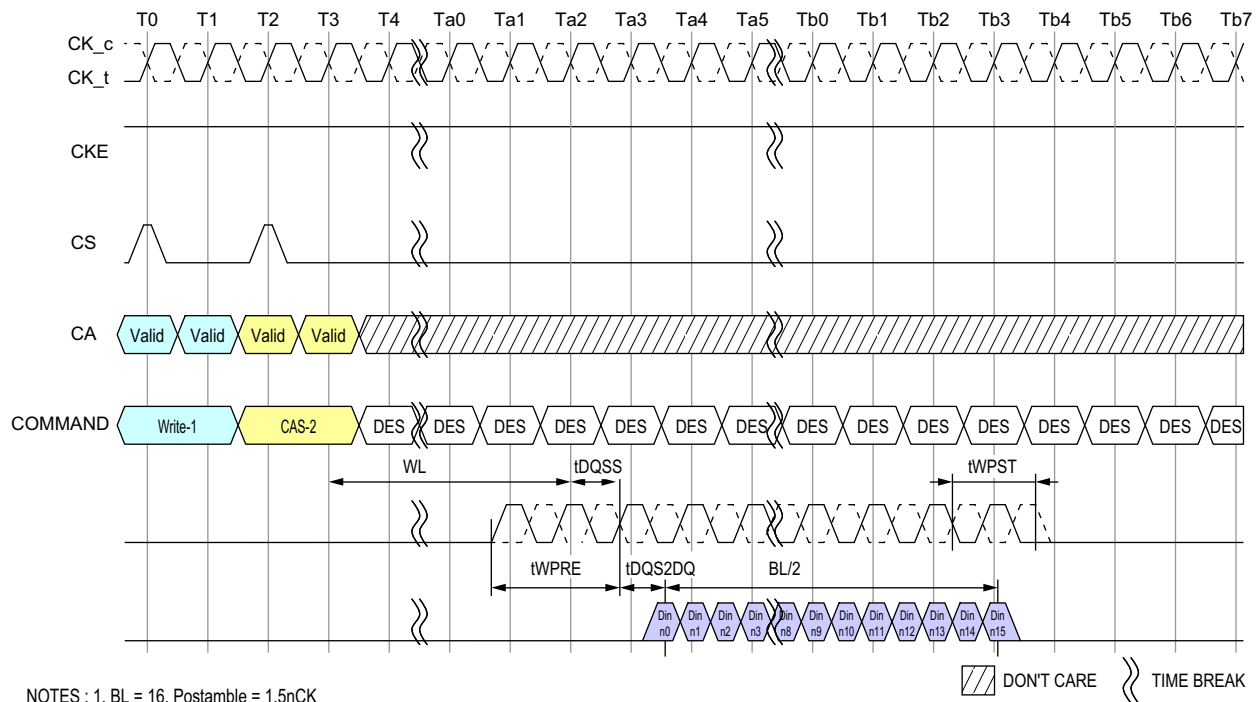 T0 T1 T2 T3 T4 Ta0 Ta1 Ta2 Ta3 Ta4 Ta5 Tb0 Tb1 Tb2 Tb3 Tb4 Tb5 Tb6 Tb7
CK_c
CK_t
CKE
CS
CA Valid Valid Valid Valid
COMMAND Write-1 CAS-2 DES DES DES DES DES DES DES DES DES DES DES DES DES DES DES
WL tDQSS tWPST
tWPRE tDQS2DQ BL/2
Din Din Din Din Din Din Din Din Din Din Din Din
n0 n1 n2 n3 n8 n9 n10 n11 n12 n13 n14 n15
DON'T CARE TIME BREAK
NOTES : 1. BL = 16, Postamble = 1.5nCK